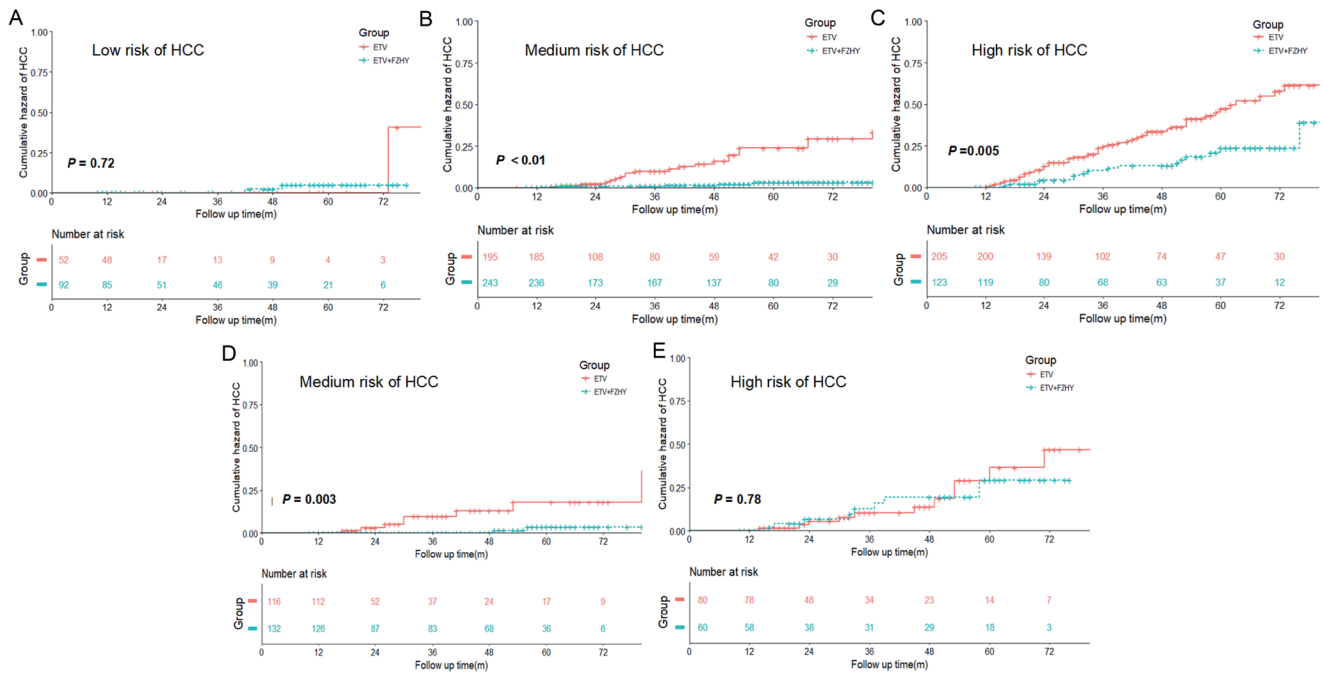 A
Low risk of HCC
Group
ETV
ETV+FZHY
Cumulative hazard of HCC
1.00
0.75
0.50
0.25
0.00
P = 0.72
0 12 24 36 48 60 72
Follow up time(m)
Number at risk
Group
52 48 17 13 9 4 3
92 85 51 46 39 21 6
0 12 24 36 48 60 72
Follow up time(m)
B
Medium risk of HCC
Group
ETV
ETV+FZHY
Cumulative hazard of HCC
1.00
0.75
0.50
0.25
0.00
P < 0.01
0 12 24 36 48 60 72
Follow up time(m)
Number at risk
Group
195 185 108 80 59 42 30
243 236 173 167 137 80 29
0 12 24 36 48 60 72
Follow up time(m)
C
High risk of HCC
Group
ETV
ETV+FZHY
Cumulative hazard of HCC
1.00
0.75
0.50
0.25
0.00
P =0.005
0 12 24 36 48 60 72
Follow up time(m)
Number at risk
Group
205 200 139 102 74 47 30
123 119 80 68 63 37 12
0 12 24 36 48 60 72
Follow up time(m)
D
Medium risk of HCC
Group
ETV
ETV+FZHY
Cumulative hazard of HCC
1.00
0.75
0.50
0.25
0.00
P = 0.003
0 12 24 36 48 60 72
Follow up time(m)
Number at risk
Group
116 112 52 37 24 17 9
132 126 87 83 68 36 6
0 12 24 36 48 60 72
Follow up time(m)
E
High risk of HCC
Group
ETV
ETV+FZHY
Cumulative hazard of HCC
1.00
0.75
0.50
0.25
0.00
P = 0.78
0 12 24 36 48 60 72
Follow up time(m)
Number at risk
Group
80 78 48 34 23 14 7
60 58 38 31 29 18 3
0 12 24 36 48 60 72
Follow up time(m)